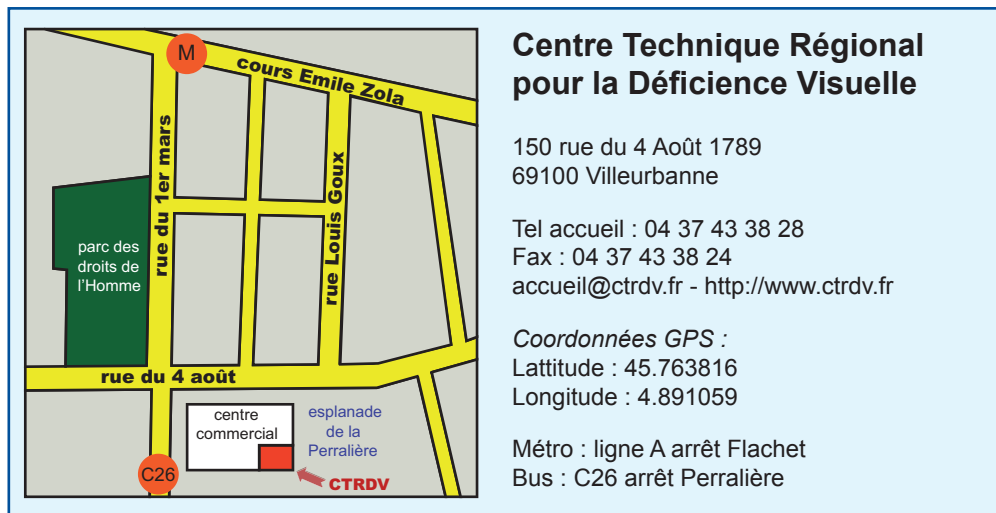 M
cours Emile Zola
rue du 1er mars
rue Louis Goux
parc des
droits de
l'Homme
rue du 4 août
centre
commercial
esplanade
de la
Perralière
C26
CTRDV
Centre Technique Régional
pour la Déficience Visuelle
150 rue du 4 Août 1789
69100 Villeurbanne
Tel accueil : 04 37 43 38 28
Fax : 04 37 43 38 24
accueil@ctrdv.fr - http://www.ctrdv.fr
Coordonnées GPS :
Lattitude : 45.763816
Longitude : 4.891059
Métro : ligne A arrêt Flachet
Bus : C26 arrêt Perralière